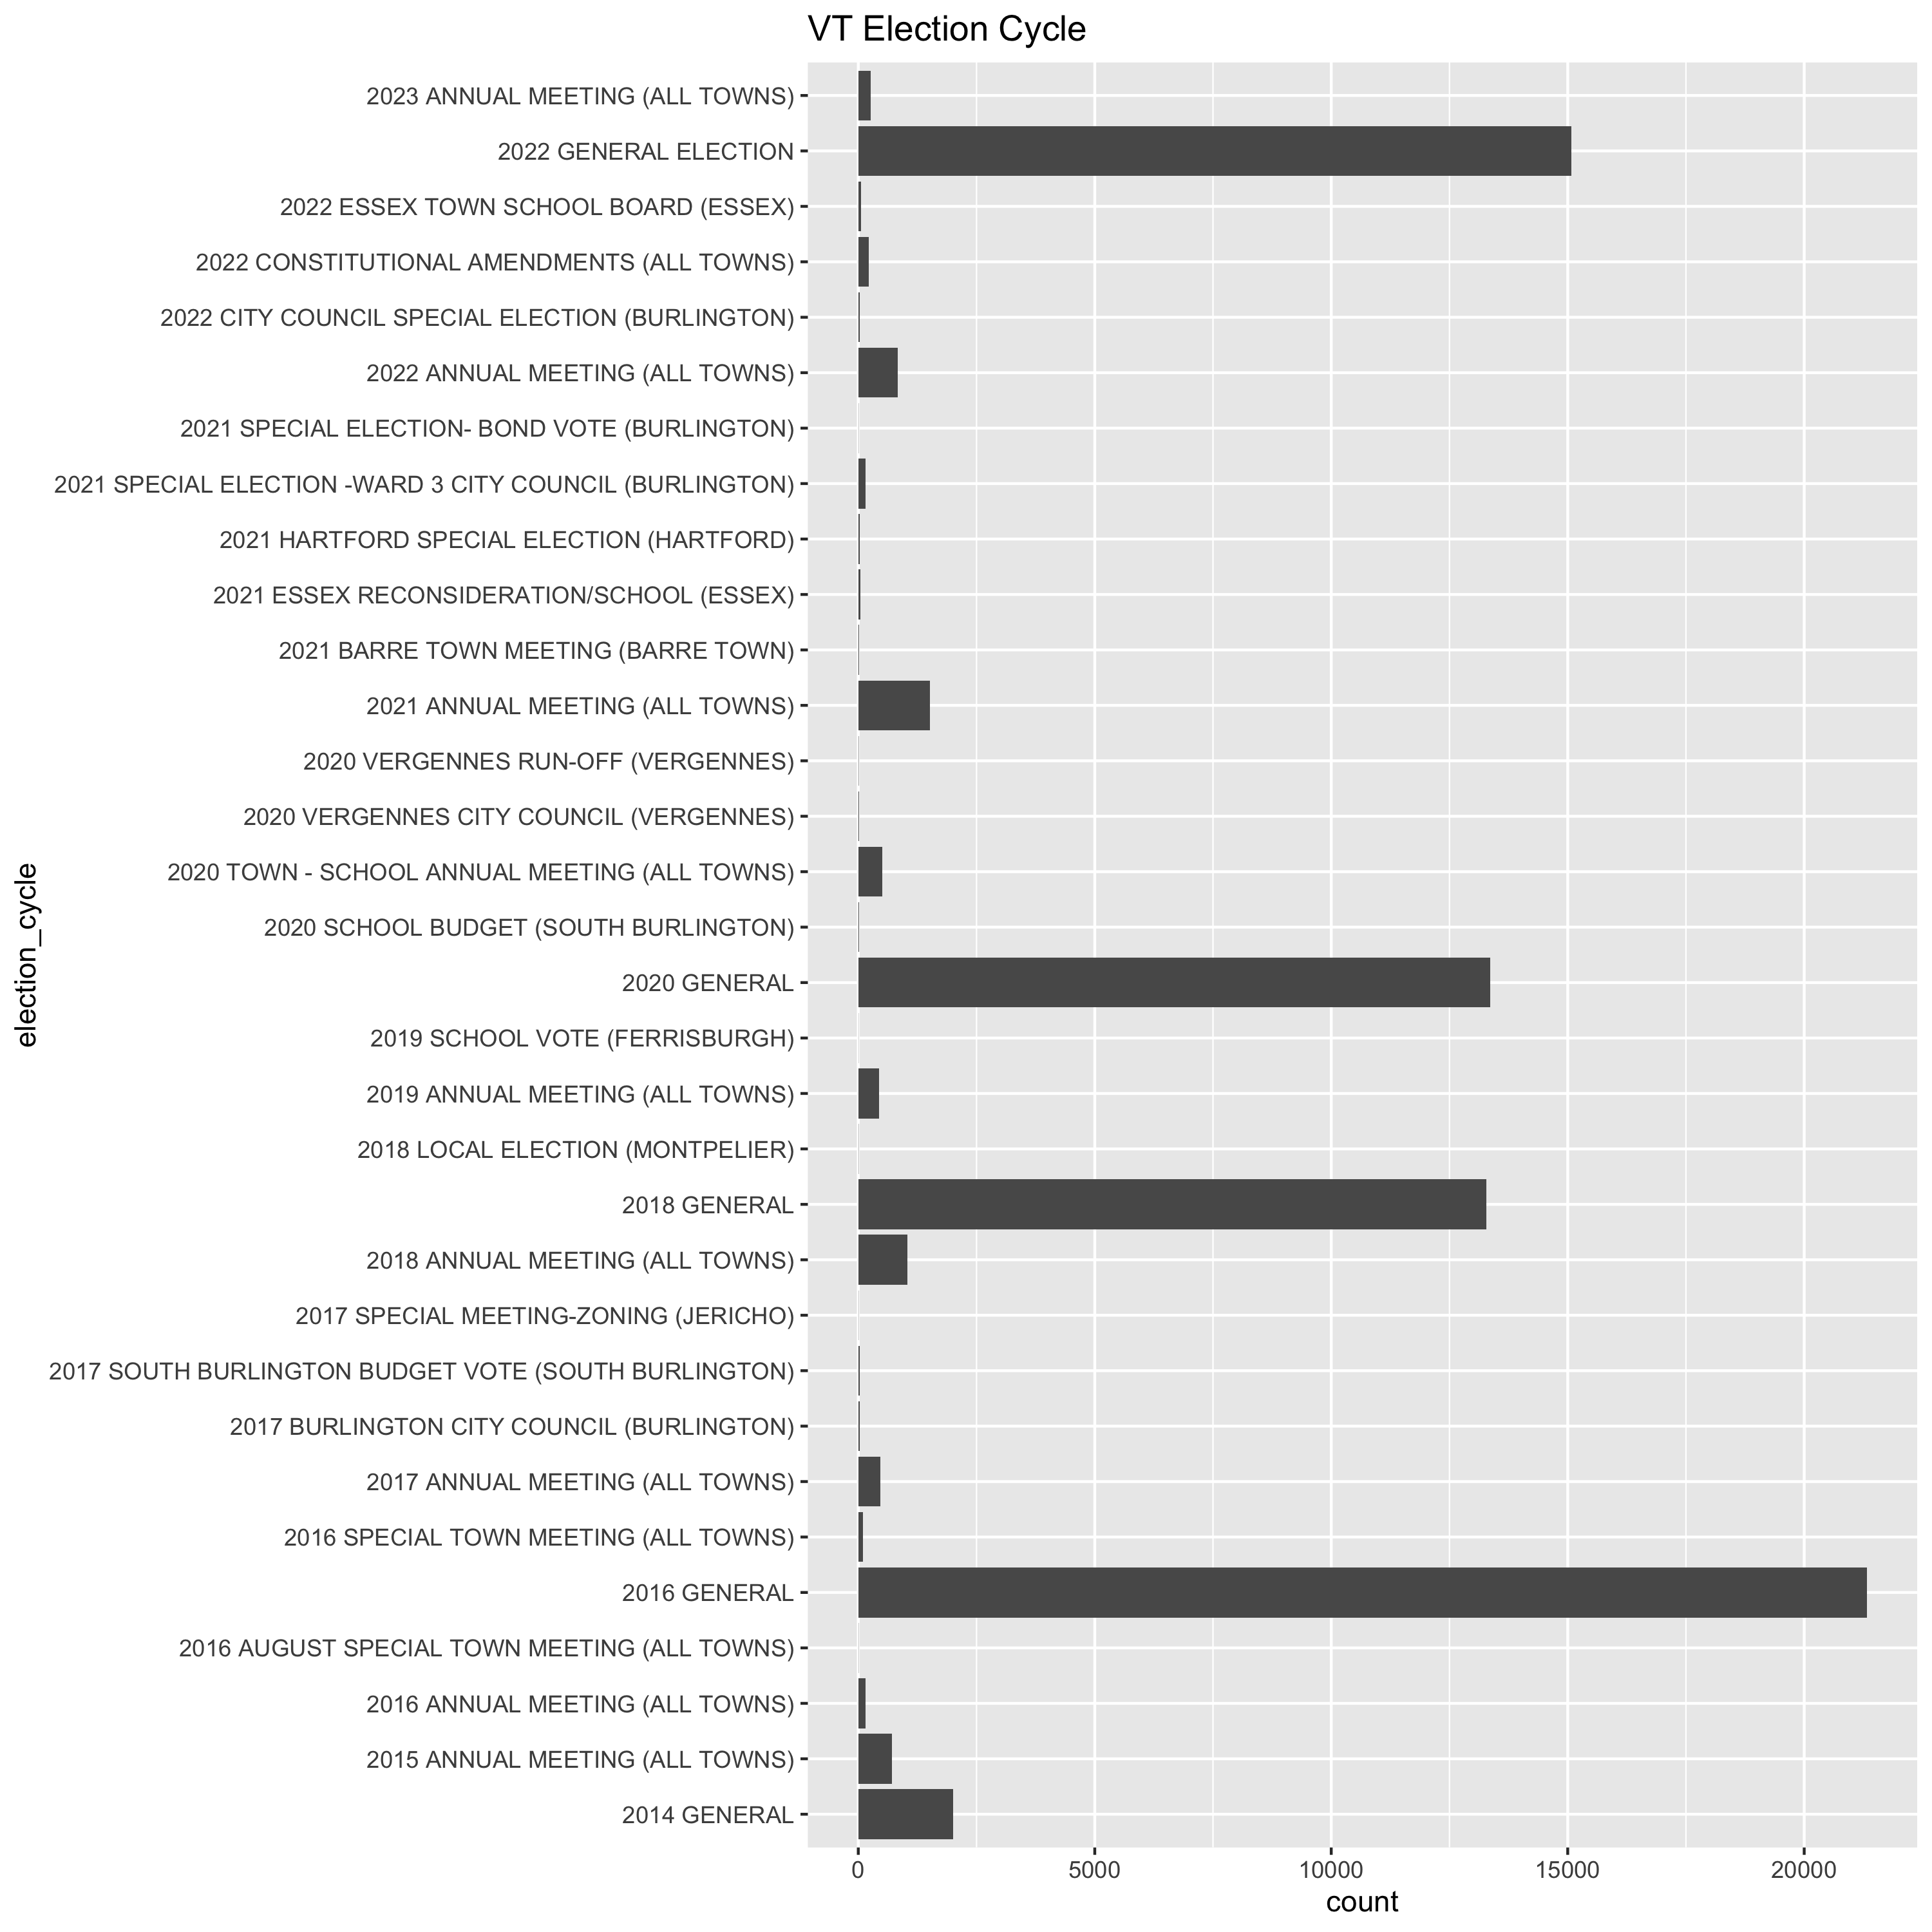 VT Election Cycle
2023 ANNUAL MEETING (ALL TOWNS)
2022 GENERAL ELECTION
2022 ESSEX TOWN SCHOOL BOARD (ESSEX)
2022 CONSTITUTIONAL AMENDMENTS (ALL TOWNS)
2022 CITY COUNCIL SPECIAL ELECTION (BURLINGTON)
2022 ANNUAL MEETING (ALL TOWNS)
2021 SPECIAL ELECTION- BOND VOTE (BURLINGTON)
2021 SPECIAL ELECTION -WARD 3 CITY COUNCIL (BURLINGTON)
2021 HARTFORD SPECIAL ELECTION (HARTFORD)
2021 ESSEX RECONSIDERATION/SCHOOL (ESSEX)
2021 BARRE TOWN MEETING (BARRE TOWN)
2021 ANNUAL MEETING (ALL TOWNS)
2020 VERGENNES RUN-OFF (VERGENNES)
2020 VERGENNES CITY COUNCIL (VERGENNES)
2020 TOWN - SCHOOL ANNUAL MEETING (ALL TOWNS)
2020 SCHOOL BUDGET (SOUTH BURLINGTON)
2020 GENERAL
2019 SCHOOL VOTE (FERRISBURGH)
2019 ANNUAL MEETING (ALL TOWNS)
2018 LOCAL ELECTION (MONTPELIER)
2018 GENERAL
2018 ANNUAL MEETING (ALL TOWNS)
2017 SPECIAL MEETING-ZONING (JERICHO)
2017 SOUTH BURLINGTON BUDGET VOTE (SOUTH BURLINGTON)
2017 BURLINGTON CITY COUNCIL (BURLINGTON)
2017 ANNUAL MEETING (ALL TOWNS)
2016 SPECIAL TOWN MEETING (ALL TOWNS)
2016 GENERAL
2016 AUGUST SPECIAL TOWN MEETING (ALL TOWNS)
2016 ANNUAL MEETING (ALL TOWNS)
2015 ANNUAL MEETING (ALL TOWNS)
2014 GENERAL
election_cycle
0 5000 10000 15000 20000
count